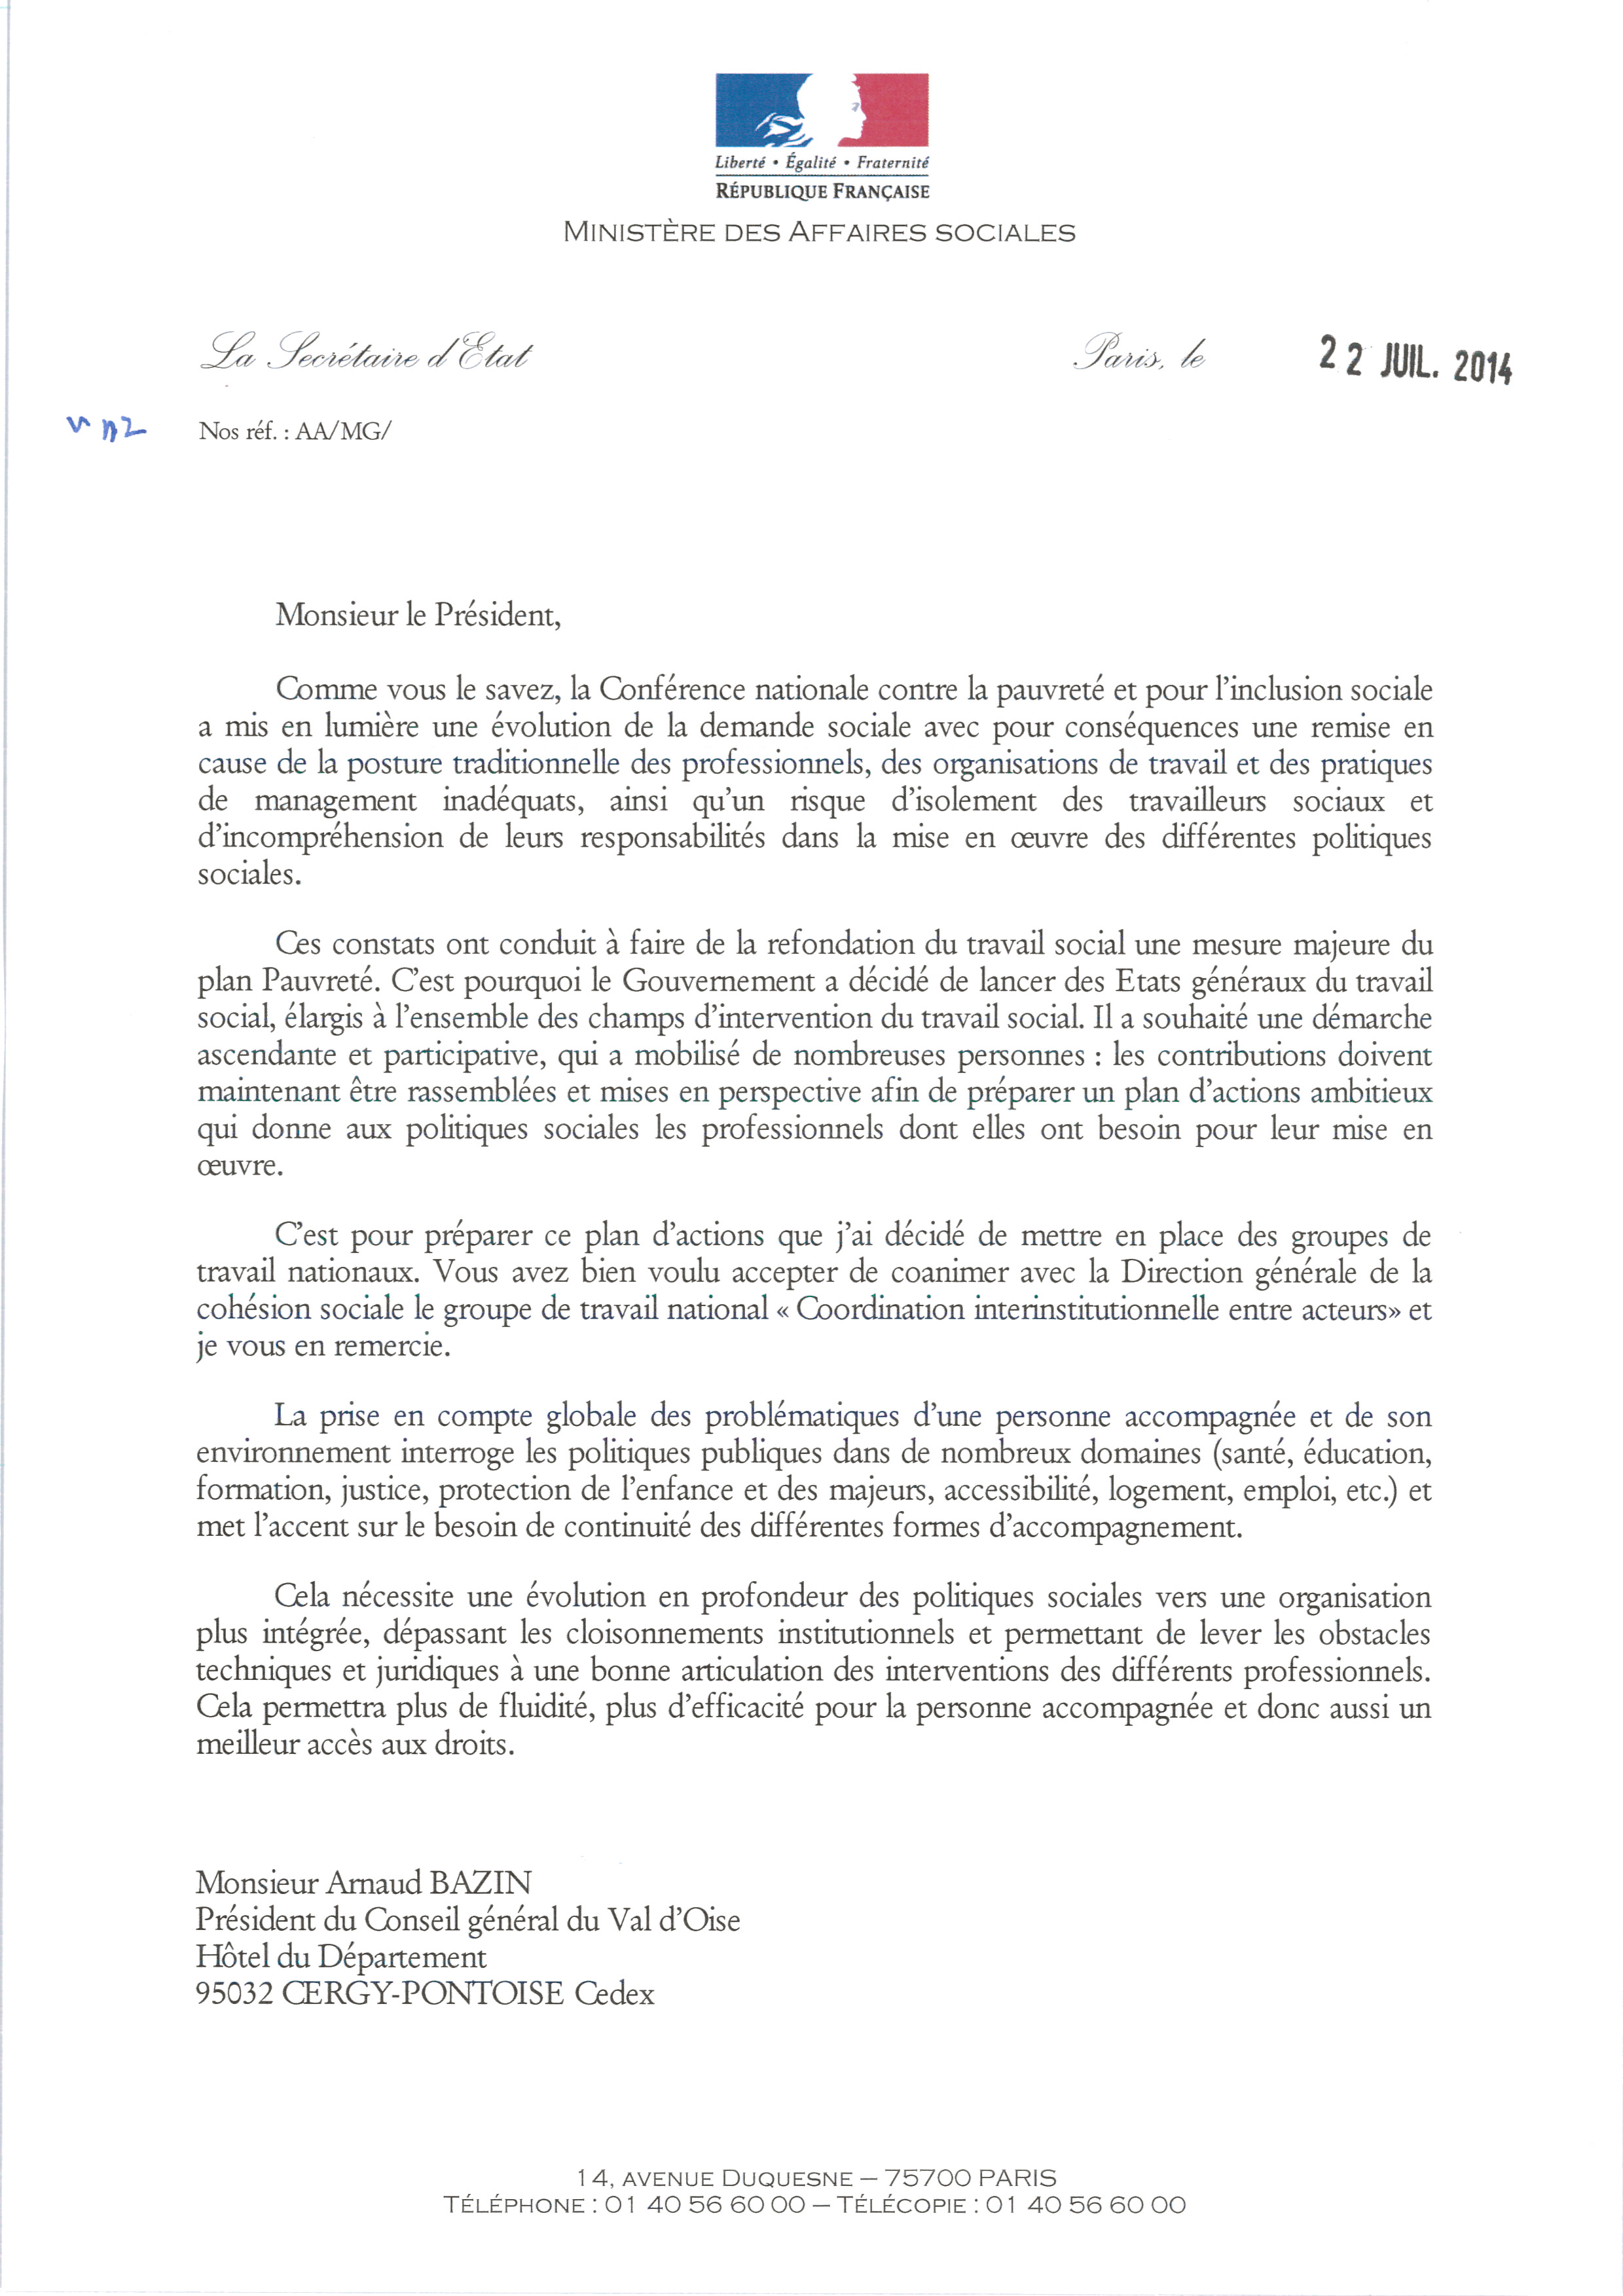 Liberté • Égalité • Fraternité
RÉPUBLIQUE FRANÇAISE
MINISTÈRE DES AFFAIRES SOCIALES
La Secrétaire d'Etat
Paris, le 22 JUIL. 2014
Nos réf. : AA/MG/
Monsieur le Président,
Comme vous le savez, la Conférence nationale contre la pauvreté et pour l'inclusion sociale
a mis en lumière une évolution de la demande sociale avec pour conséquences une remise en
cause de la posture traditionnelle des professionnels, des organisations de travail et des pratiques
de management inadéquats, ainsi qu'un risque d'isolement des travailleurs sociaux et
d'incompréhension de leurs responsabilités dans la mise en œuvre des différentes politiques
sociales.
Ces constats ont conduit à faire de la refondation du travail social une mesure majeure du
plan Pauvreté. C'est pourquoi le Gouvernement a décidé de lancer des Etats généraux du travail
social, élargis à l'ensemble des champs d'intervention du travail social. Il a souhaité une démarche
ascendante et participative, qui a mobilisé de nombreuses personnes : les contributions doivent
maintenant être rassemblées et mises en perspective afin de préparer un plan d'actions ambitieux
qui donne aux politiques sociales les professionnels dont elles ont besoin pour leur mise en
œuvre.
C'est pour préparer ce plan d'actions que j'ai décidé de mettre en place des groupes de
travail nationaux. Vous avez bien voulu accepter de coanimer avec la Direction générale de la
cohésion sociale le groupe de travail national « Coordination interinstitutionnelle entre acteurs» et
je vous en remercie.
La prise en compte globale des problématiques d'une personne accompagnée et de son
environnement interroge les politiques publiques dans de nombreux domaines (santé, éducation,
formation, justice, protection de l'enfance et des majeurs, accessibilité, logement, emploi, etc.) et
met l'accent sur le besoin de continuité des différentes formes d'accompagnement.
Cela nécessite une évolution en profondeur des politiques sociales vers une organisation
plus intégrée, dépassant les cloisonnements institutionnels et permettant de lever les obstacles
techniques et juridiques à une bonne articulation des interventions des différents professionnels.
Cela permettra plus de fluidité, plus d'efficacité pour la personne accompagnée et donc aussi un
meilleur accès aux droits.
Monsieur Arnaud BAZIN
Président du Conseil général du Val d'Oise
Hôtel du Département
95032 CERGY-PONTOISE Cedex
14, AVENUE DUQUESNE – 75700 PARIS
TÉLÉPHONE : 01 40 56 60 00 – TÉLÉCOPIE : 01 40 56 60 00